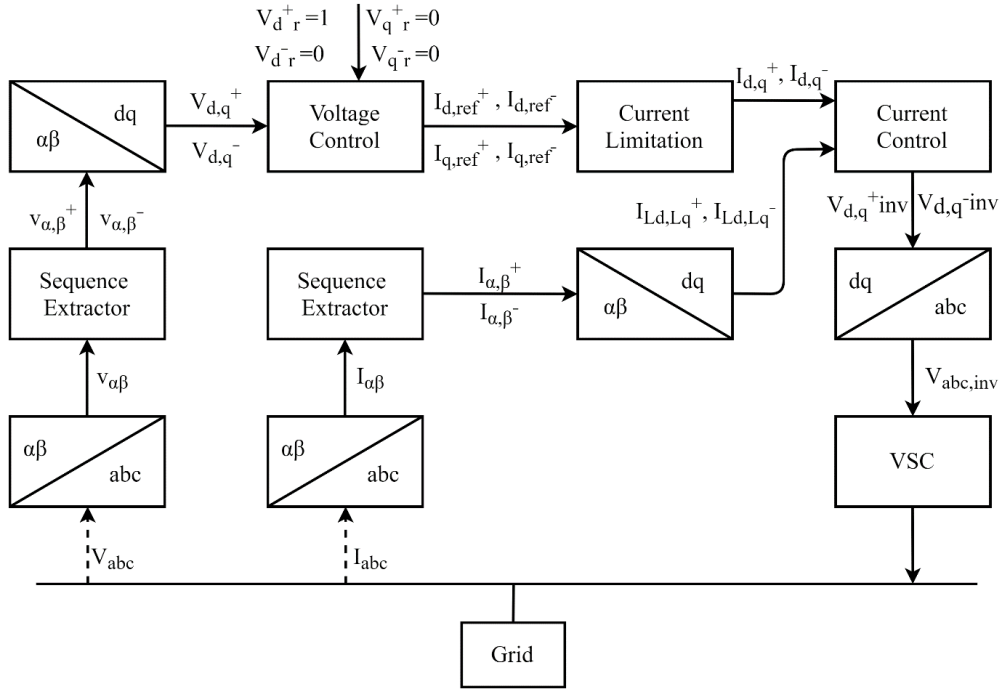 V_d^+_r=1 V_q^+_r=0
V_d^-_r=0 V_q^-_r=0
αβ dq
V_d,q^+
V_d,q^-
Voltage
Control
I_d,ref^+ , I_d,ref^-
I_q,ref^+ , I_q,ref^-
Current
Limitation
I_d,q^+, I_d,q^-
Current
Control
v_α,β^+ v_α,β^-
I_Ld,Lq^+, I_Ld,Lq^-
V_d,q^+inv V_d,q^-inv
Sequence
Extractor
Sequence
Extractor
I_α,β^+
I_α,β^-
αβ dq
dq abc
v_αβ
I_αβ
V_abc,inv
αβ abc
αβ abc
VSC
V_abc
I_abc
Grid